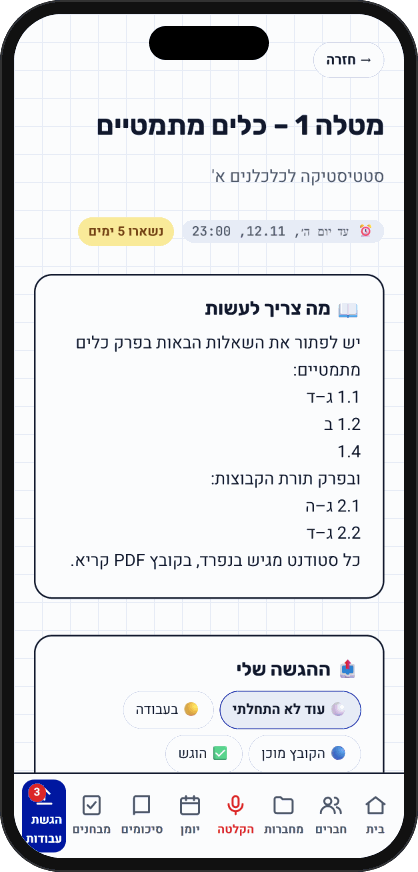 → חזרה
מטלה 1 – כלים מתמטיים
סטטיסטיקה לכלכלנים א'
⏰ עד יום ה׳, 12.11, 23:00
נשארו 5 ימים
📖 מה צריך לעשות
יש לפתור את השאלות הבאות בפרק כלים
מתמטיים:
1.1 ג–ד
1.2 ב
1.4
ובפרק תורת הקבוצות:
2.1 ג–ה
2.2 ג–ד
כל סטודנט מגיש בנפרד, בקובץ PDF קריא.
📤 ההגשה שלי
עוד לא התחלתי
בעבודה
הקובץ מוכן
✅ הוגש
בית
חברים
מחברות
הקלטה
יומן
סיכומים
מבחנים
3
הגשת
עבודות